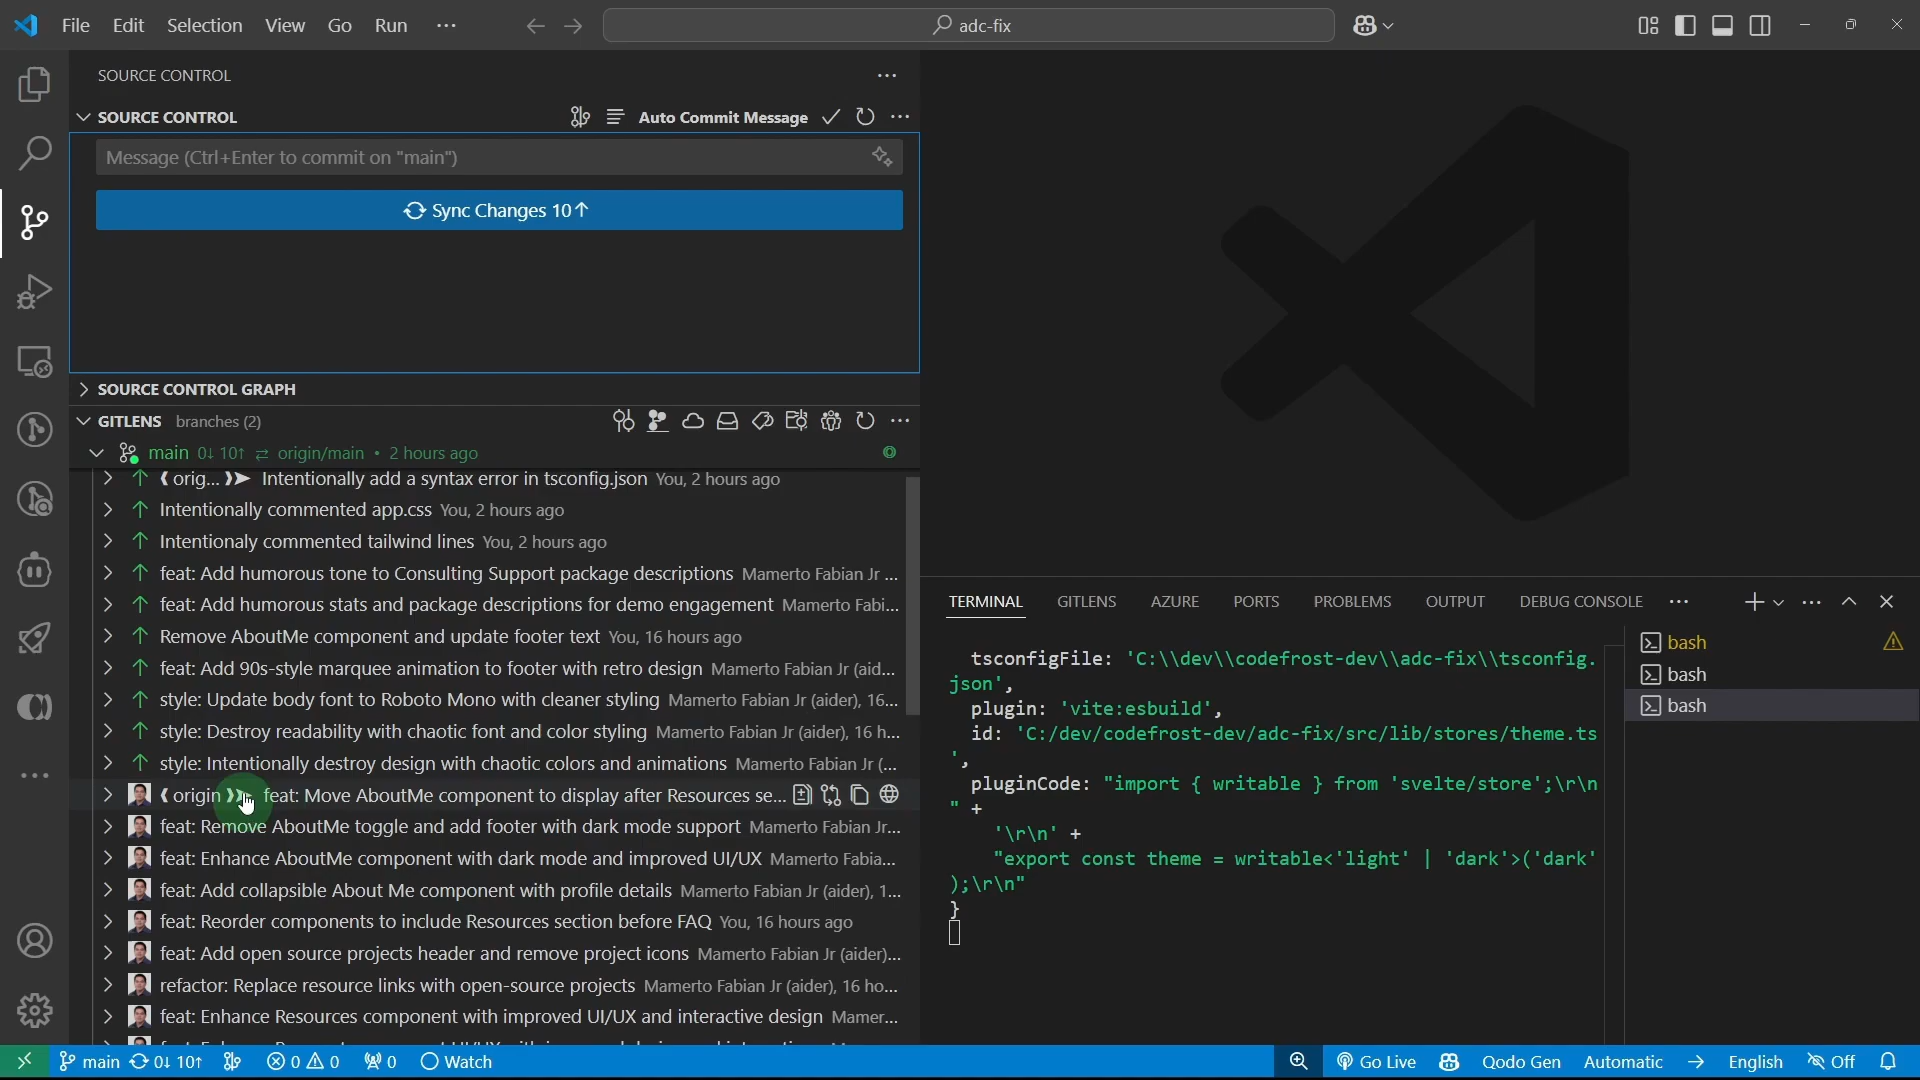 File Edit Selection View Go Run ···
adc-fix
SOURCE CONTROL
SOURCE CONTROL
Auto Commit Message
Message (Ctrl+Enter to commit on "main")
Sync Changes 10↑
SOURCE CONTROL GRAPH
GITLENS branches (2)
main 0↓ 10↑ ⇄ origin/main • 2 hours ago
orig... Intentionally add a syntax error in tsconfig.json You, 2 hours ago
Intentionally commented app.css You, 2 hours ago
Intentionaly commented tailwind lines You, 2 hours ago
feat: Add humorous tone to Consulting Support package descriptions Mamerto Fabian Jr ...
feat: Add humorous stats and package descriptions for demo engagement Mamerto Fabi...
Remove AboutMe component and update footer text You, 16 hours ago
feat: Add 90s-style marquee animation to footer with retro design Mamerto Fabian Jr (aid...
style: Update body font to Roboto Mono with cleaner styling Mamerto Fabian Jr (aider), 16...
style: Destroy readability with chaotic font and color styling Mamerto Fabian Jr (aider), 16 h...
style: Intentionally destroy design with chaotic colors and animations Mamerto Fabian Jr (...
origin feat: Move AboutMe component to display after Resources se...
feat: Remove AboutMe toggle and add footer with dark mode support Mamerto Fabian Jr...
feat: Enhance AboutMe component with dark mode and improved UI/UX Mamerto Fabia...
feat: Add collapsible About Me component with profile details Mamerto Fabian Jr (aider), 1...
feat: Reorder components to include Resources section before FAQ You, 16 hours ago
feat: Add open source projects header and remove project icons Mamerto Fabian Jr (aider)...
refactor: Replace resource links with open-source projects Mamerto Fabian Jr (aider), 16 ho...
feat: Enhance Resources component with improved UI/UX and interactive design Mamer...
TERMINAL GITLENS AZURE PORTS PROBLEMS OUTPUT DEBUG CONSOLE ···
tsconfigFile: 'C:\\dev\\codefrost-dev\\adc-fix\\tsconfig.
json',
plugin: 'vite:esbuild',
id: 'C:/dev/codefrost-dev/adc-fix/src/lib/stores/theme.ts
',
pluginCode: "import { writable } from 'svelte/store';\r\n
" +
'\r\n' +
"export const theme = writable<'light' | 'dark'>('dark'
);\r\n"
}
bash
bash
bash
main 0↓ 10↑ 0 0 0 Watch
Go Live Qodo Gen Automatic → English Off